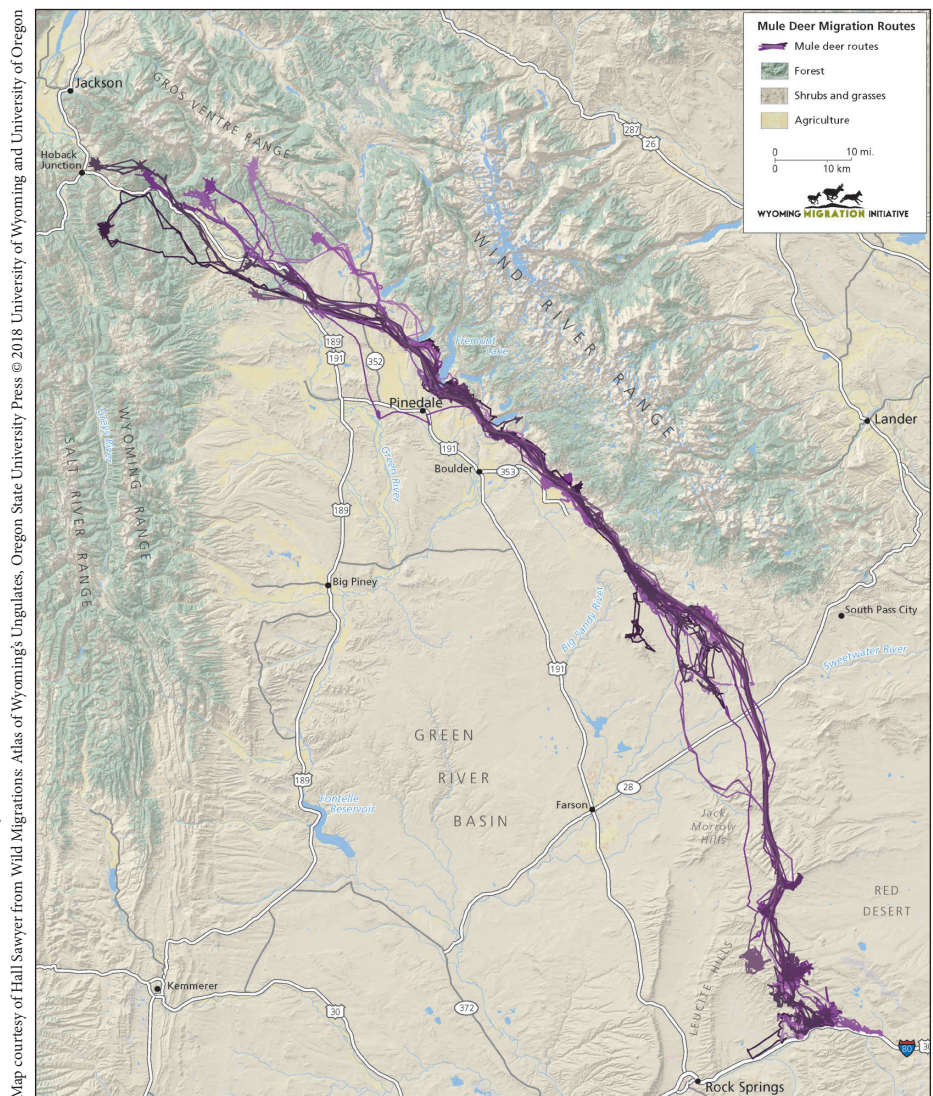 Map courtesy of Hall Sawyer from Wild Migrations: Atlas of Wyoming's Ungulates, Oregon State University Press © 2018 University of Wyoming and University of Oregon
Mule Deer Migration Routes
Mule deer routes
Forest
Shrubs and grasses
Agriculture
0 10 mi.
0 10 km
WYOMING MIGRATION INITIATIVE
Jackson
GROS VENTRE RANGE
287
26
Hoback
Junction
WIND RIVER RANGE
189
191
352
Fremont
Lake
Pinedale
Lander
191
Boulder
353
Green River
WYOMING RANGE
Greys River
SALT RIVER RANGE
189
Big Piney
Big Sandy River
South Pass City
Sweetwater River
191
GREEN
RIVER
BASIN
189
Fontelle
Reservoir
28
Farson
Jack
Morrow
Hills
RED
DESERT
LEUCITE HILLS
Kemmerer
372
30
80
30
Rock Springs